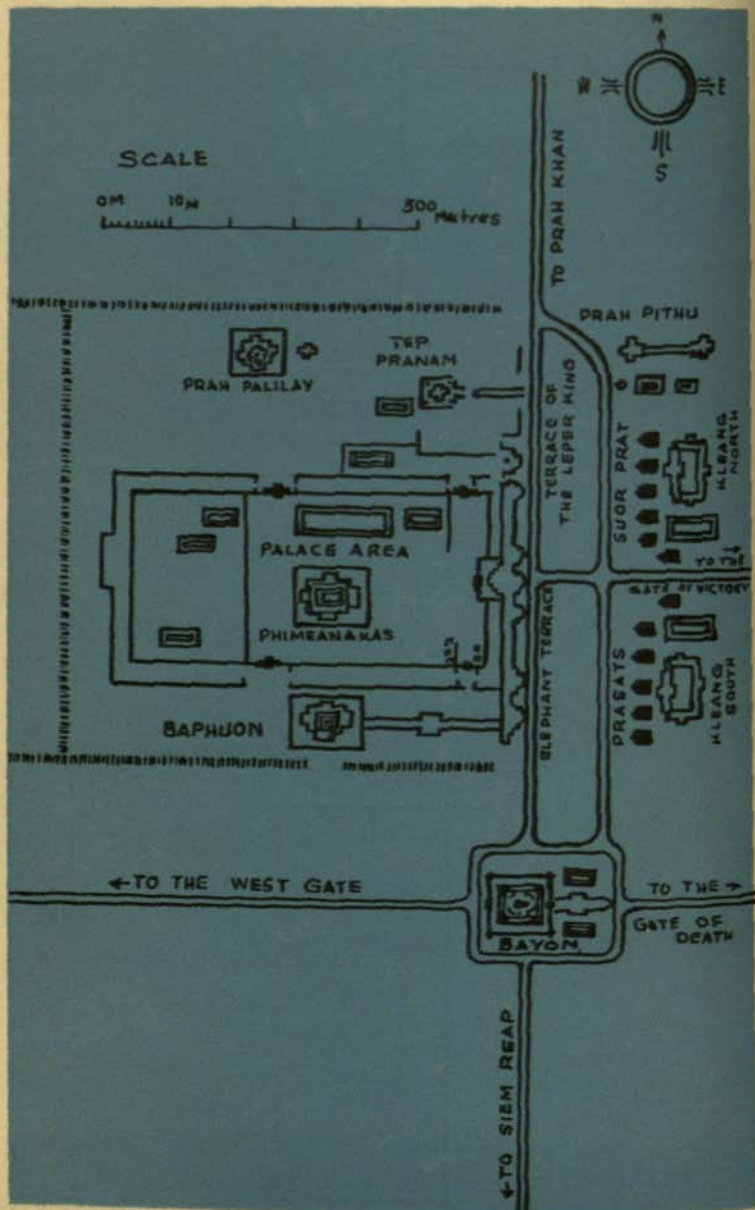 N
W
E
S
SCALE
0M 10M 500 Metres
TO PRAH KHAN
PRAH PITHU
TEP
PRANAM
PRAH PALILAY
TERRACE OF
THE LEPER KING
SUOR PRAT
KLEANG
NORTH
PALACE AREA
TO THE
GATE OF VICTORY
PHIMEANAKAS
ELEPHANT TERRACE
PRASATS
KLEANG
SOUTH
BAPHUON
←TO THE WEST GATE
TO THE →
GATE OF
DEATH
BAYON
←TO SIEM REAP